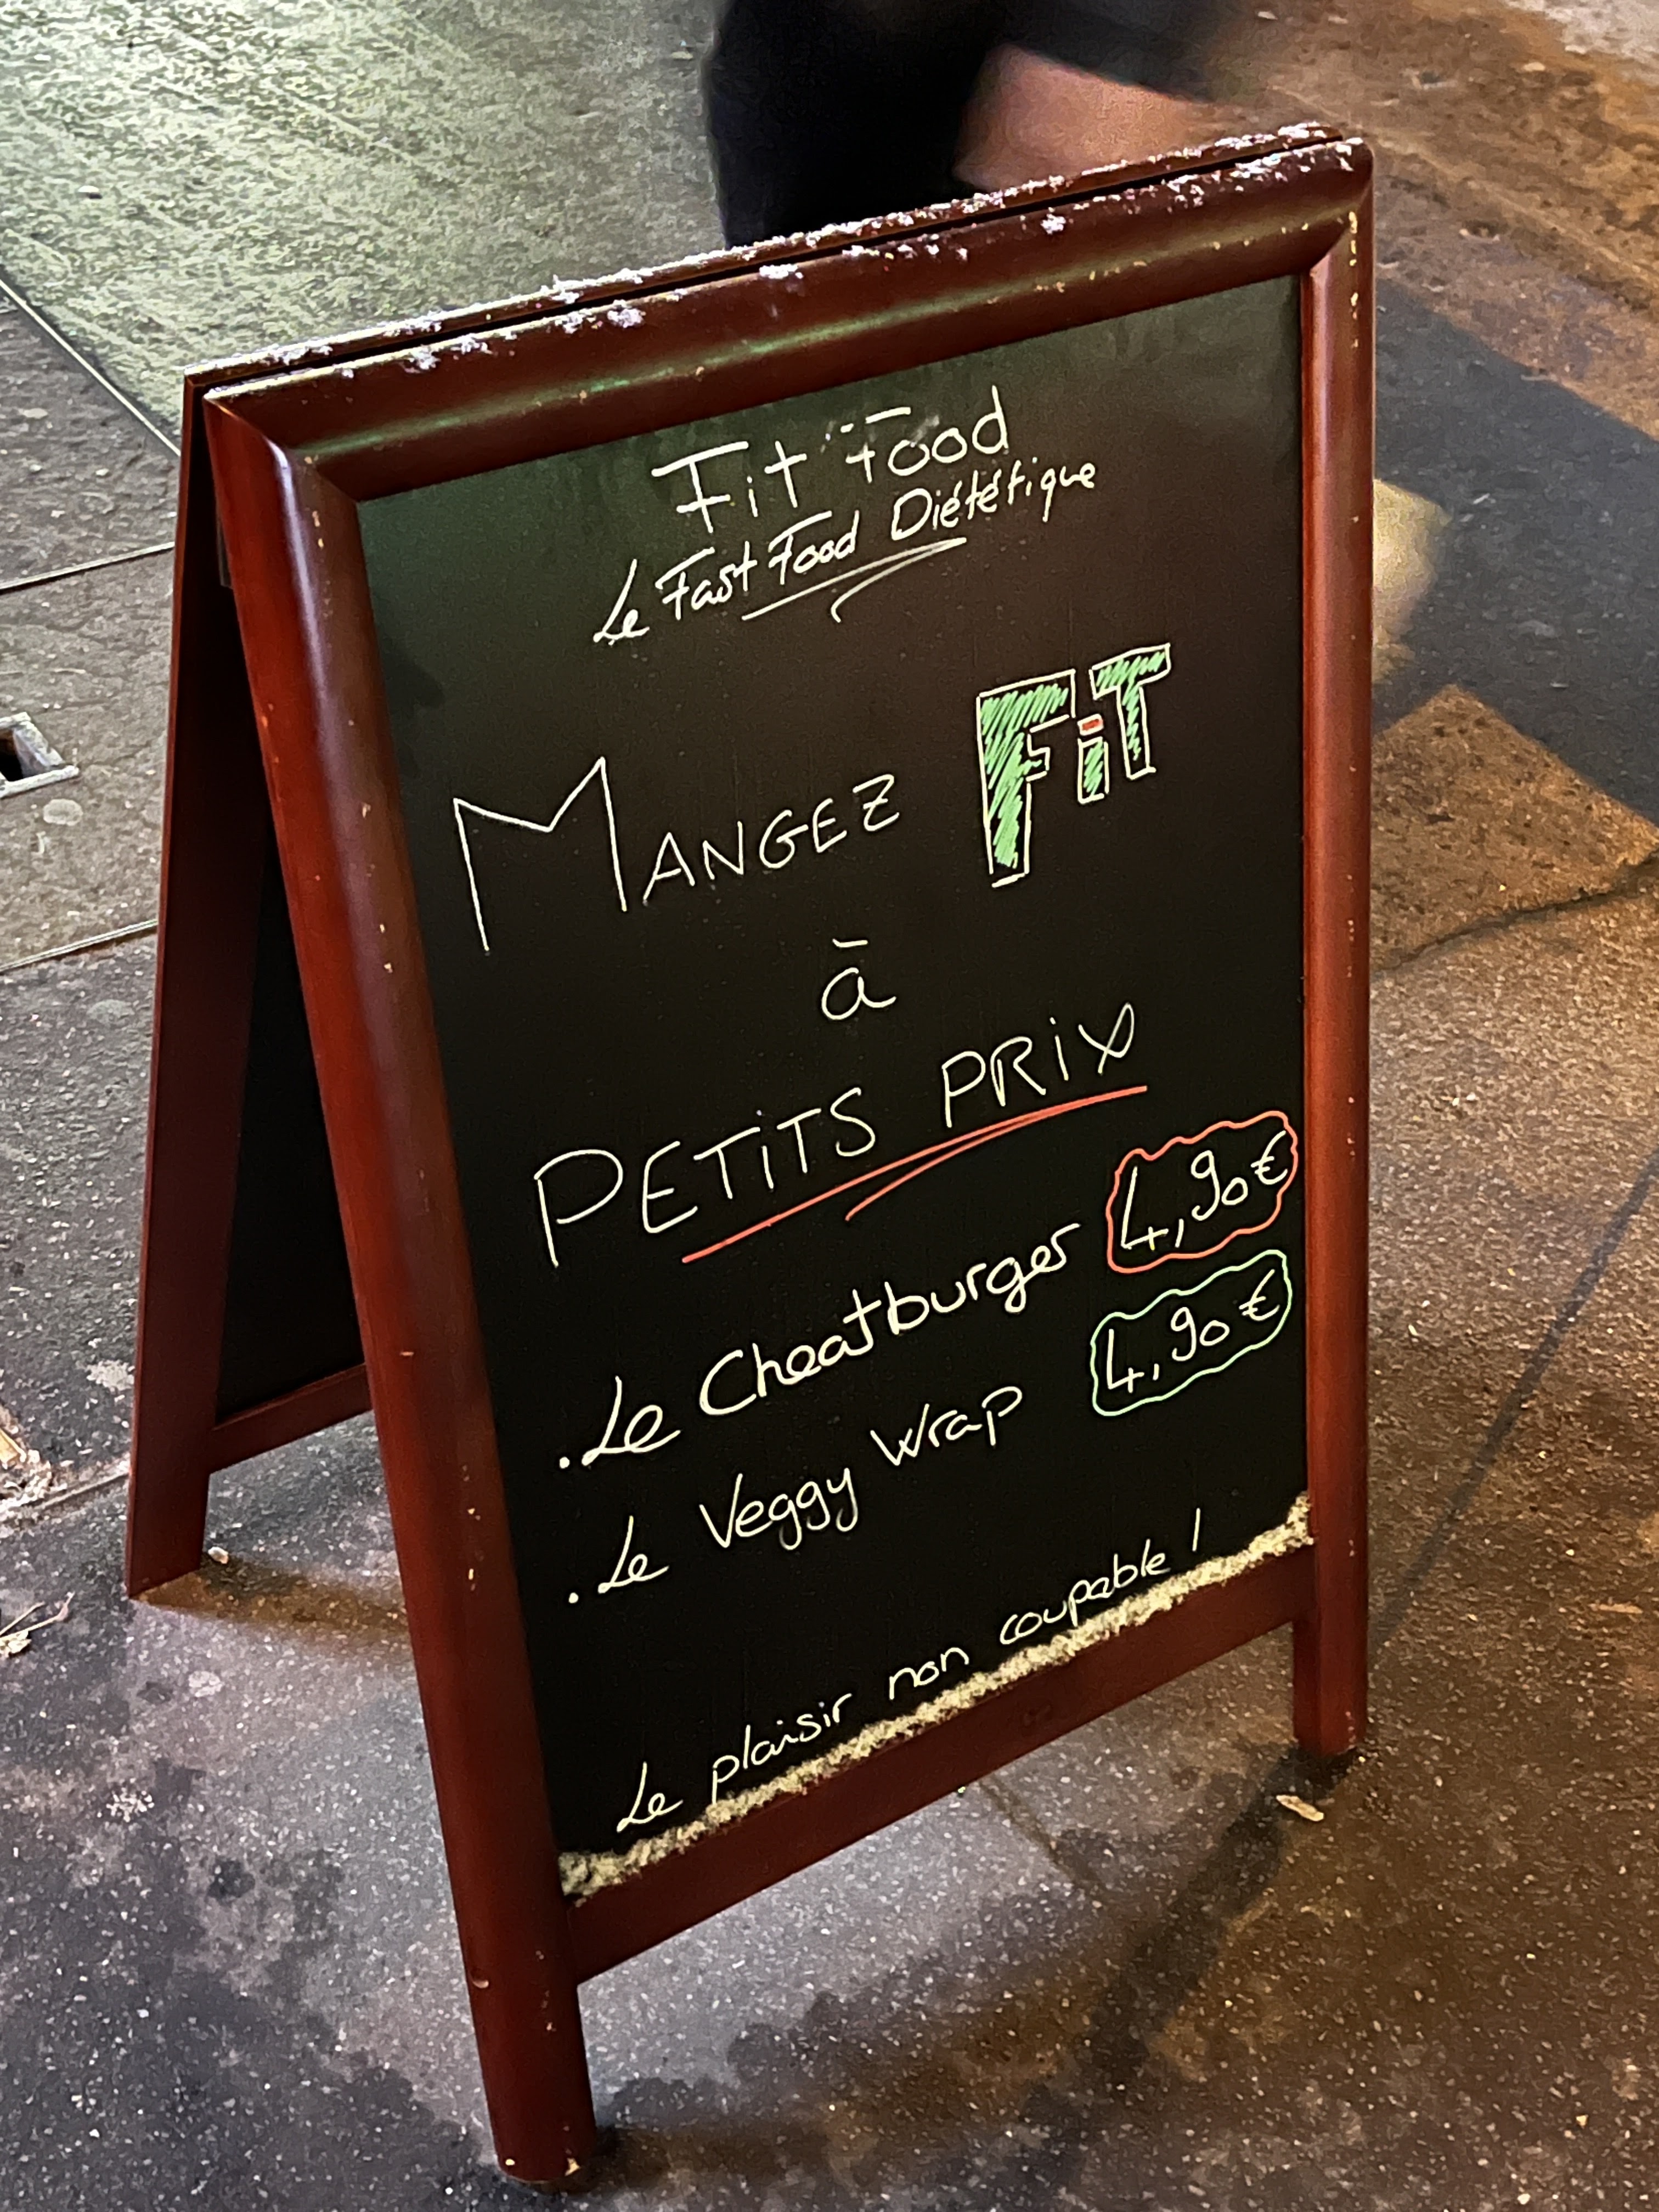 Fit Food
Le Fast Food Diététique
MANGEZ FiT
à
PETiTS PRiX
. Le Cheatburger 4,90€
. Le Veggy Wrap 4,90€
Le plaisir non coupable !